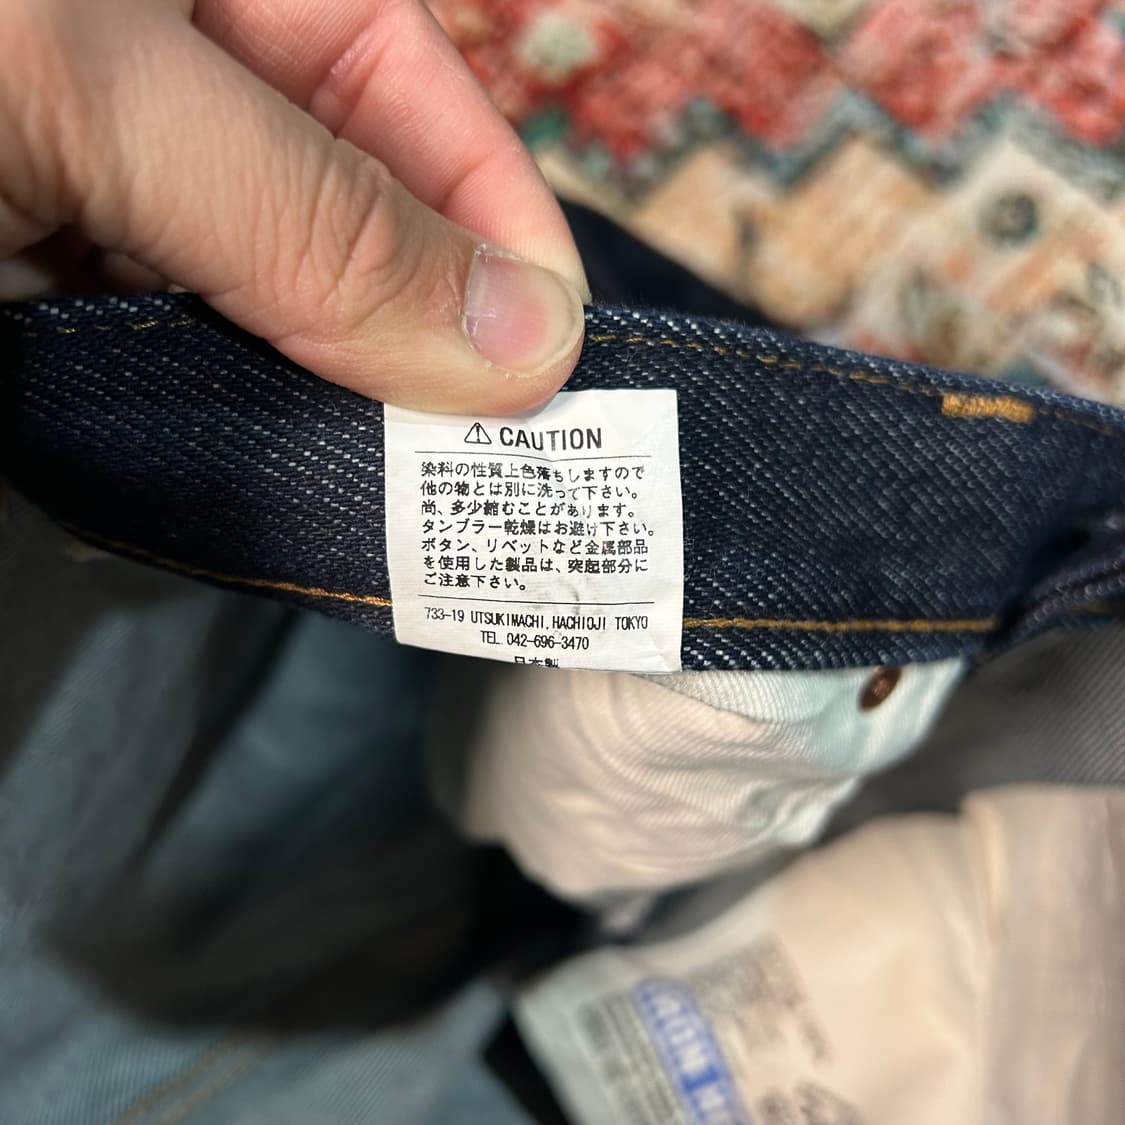 ⚠ CAUTION
染料の性質上色落ちしますので
他の物とは別に洗って下さい。
尚、多少縮むことがあります。
タンブラー乾燥はお避け下さい。
ボタン、リベットなど金属部品
を使用した製品は、突起部分に
ご注意下さい。
733-19 UTSUKIMACHI, HACHIOJI TOKYO
TEL. 042-696-3470
日本製